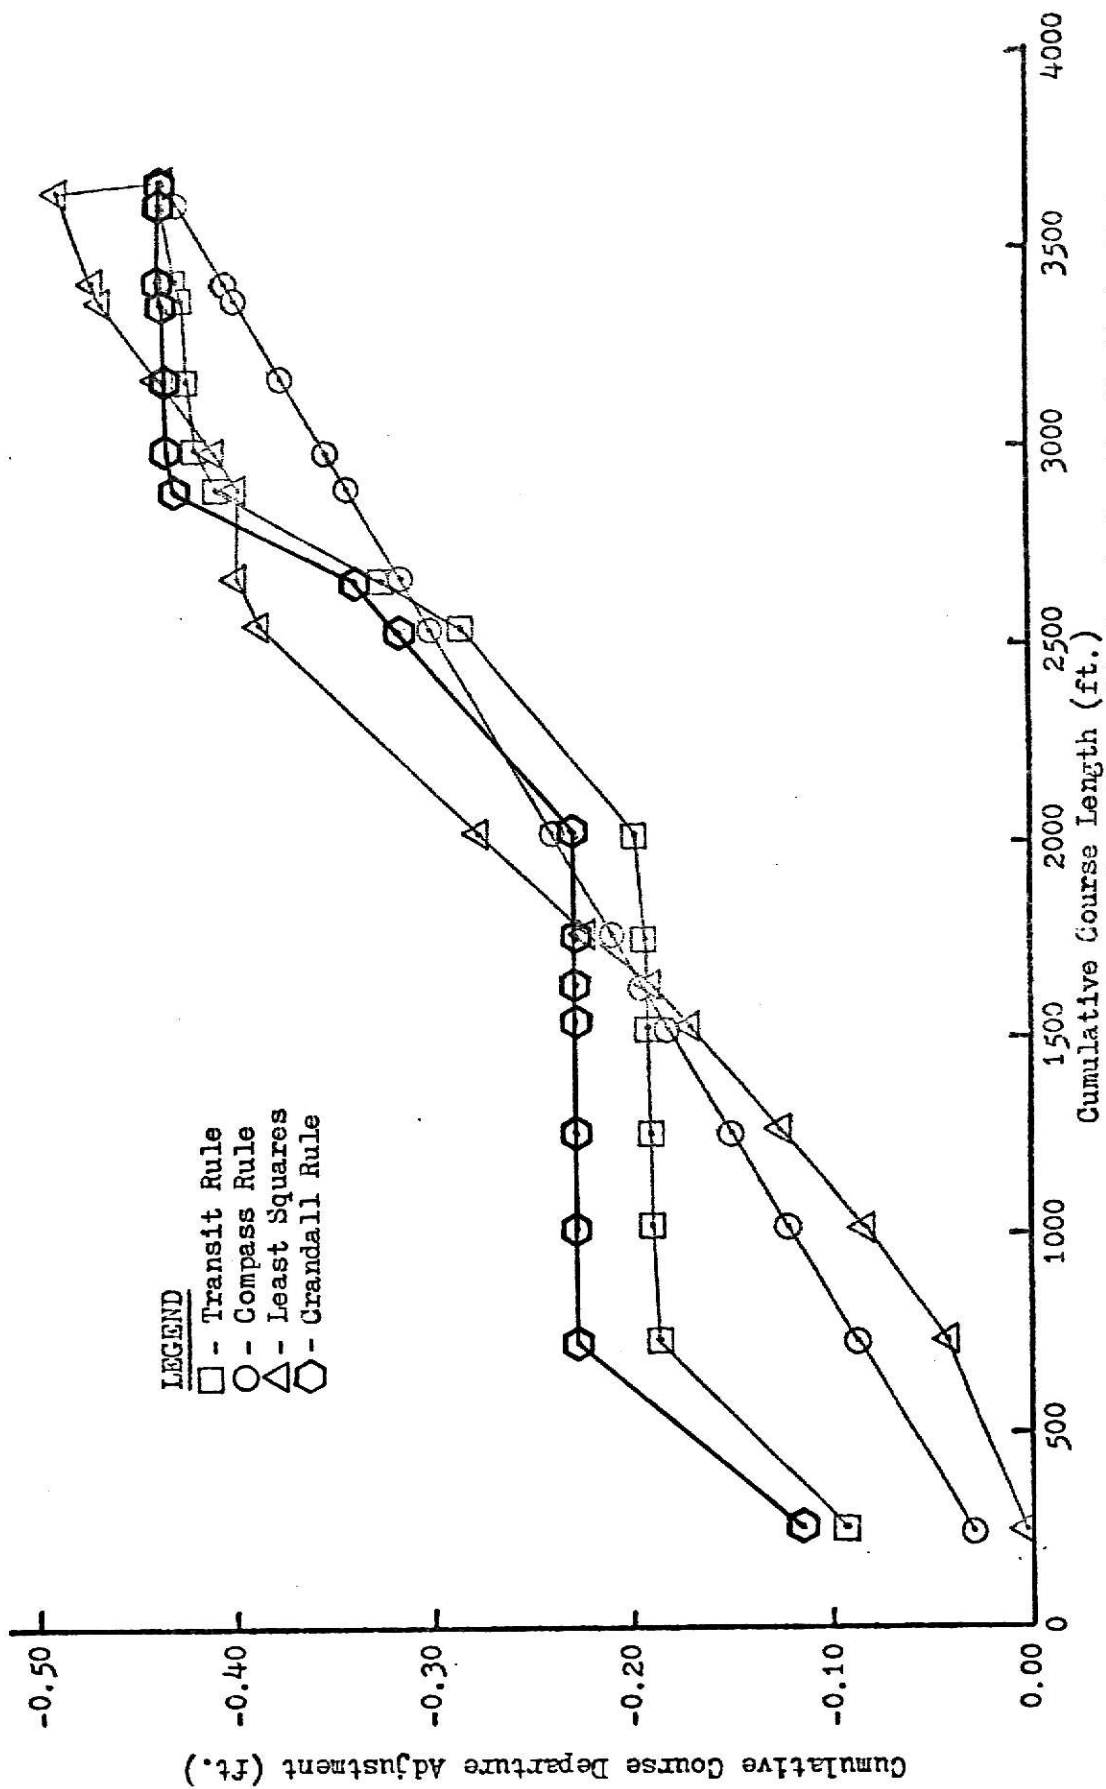 LEGEND
- Transit Rule
- Compass Rule
- Least Squares
- Crandall Rule
Cumulative Course Departure Adjustment (ft.)
-0.50
-0.40
-0.30
-0.20
-0.10
0.00
0
500
1000
1500
2000
2500
3000
3500
4000
Cumulative Course Length (ft.)